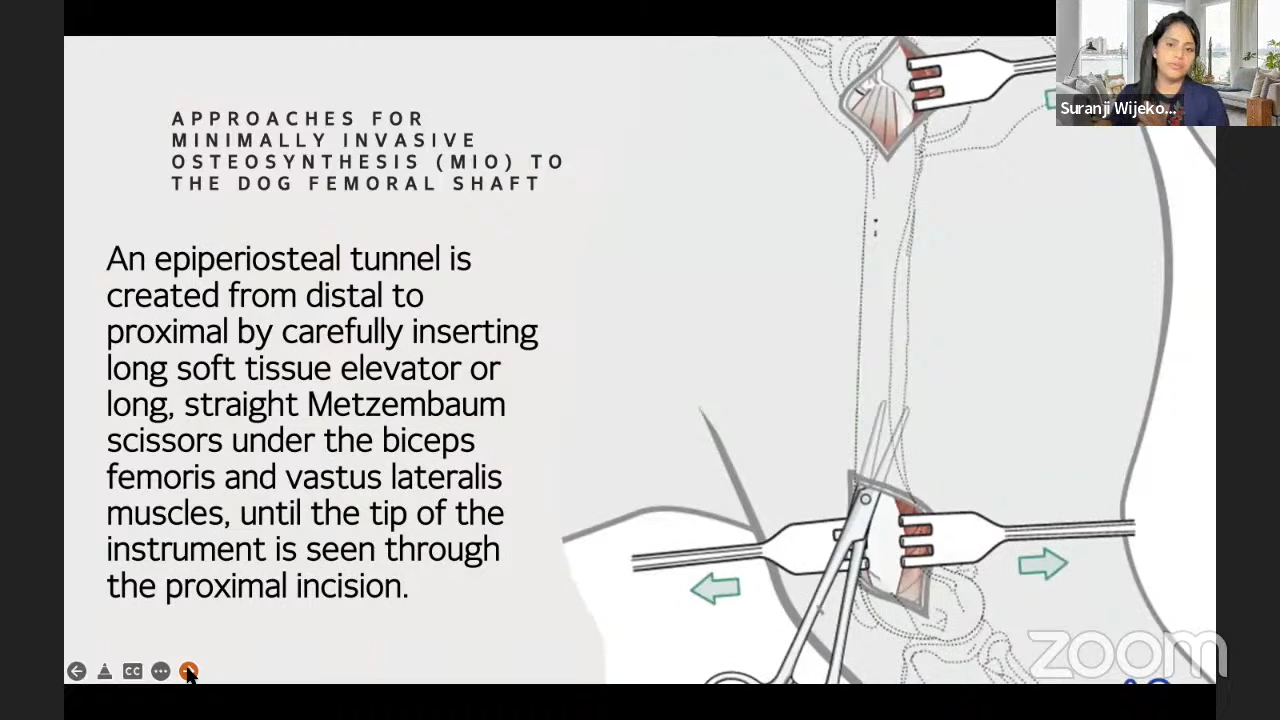 APPROACHES FOR
MINIMALLY INVASIVE
OSTEOSYNTHESIS (MIO) TO
THE DOG FEMORAL SHAFT
An epiperiosteal tunnel is
created from distal to
proximal by carefully inserting
long soft tissue elevator or
long, straight Metzembaum
scissors under the biceps
femoris and vastus lateralis
muscles, until the tip of the
instrument is seen through
the proximal incision.
Suranji Wijeko...
CC
zoom